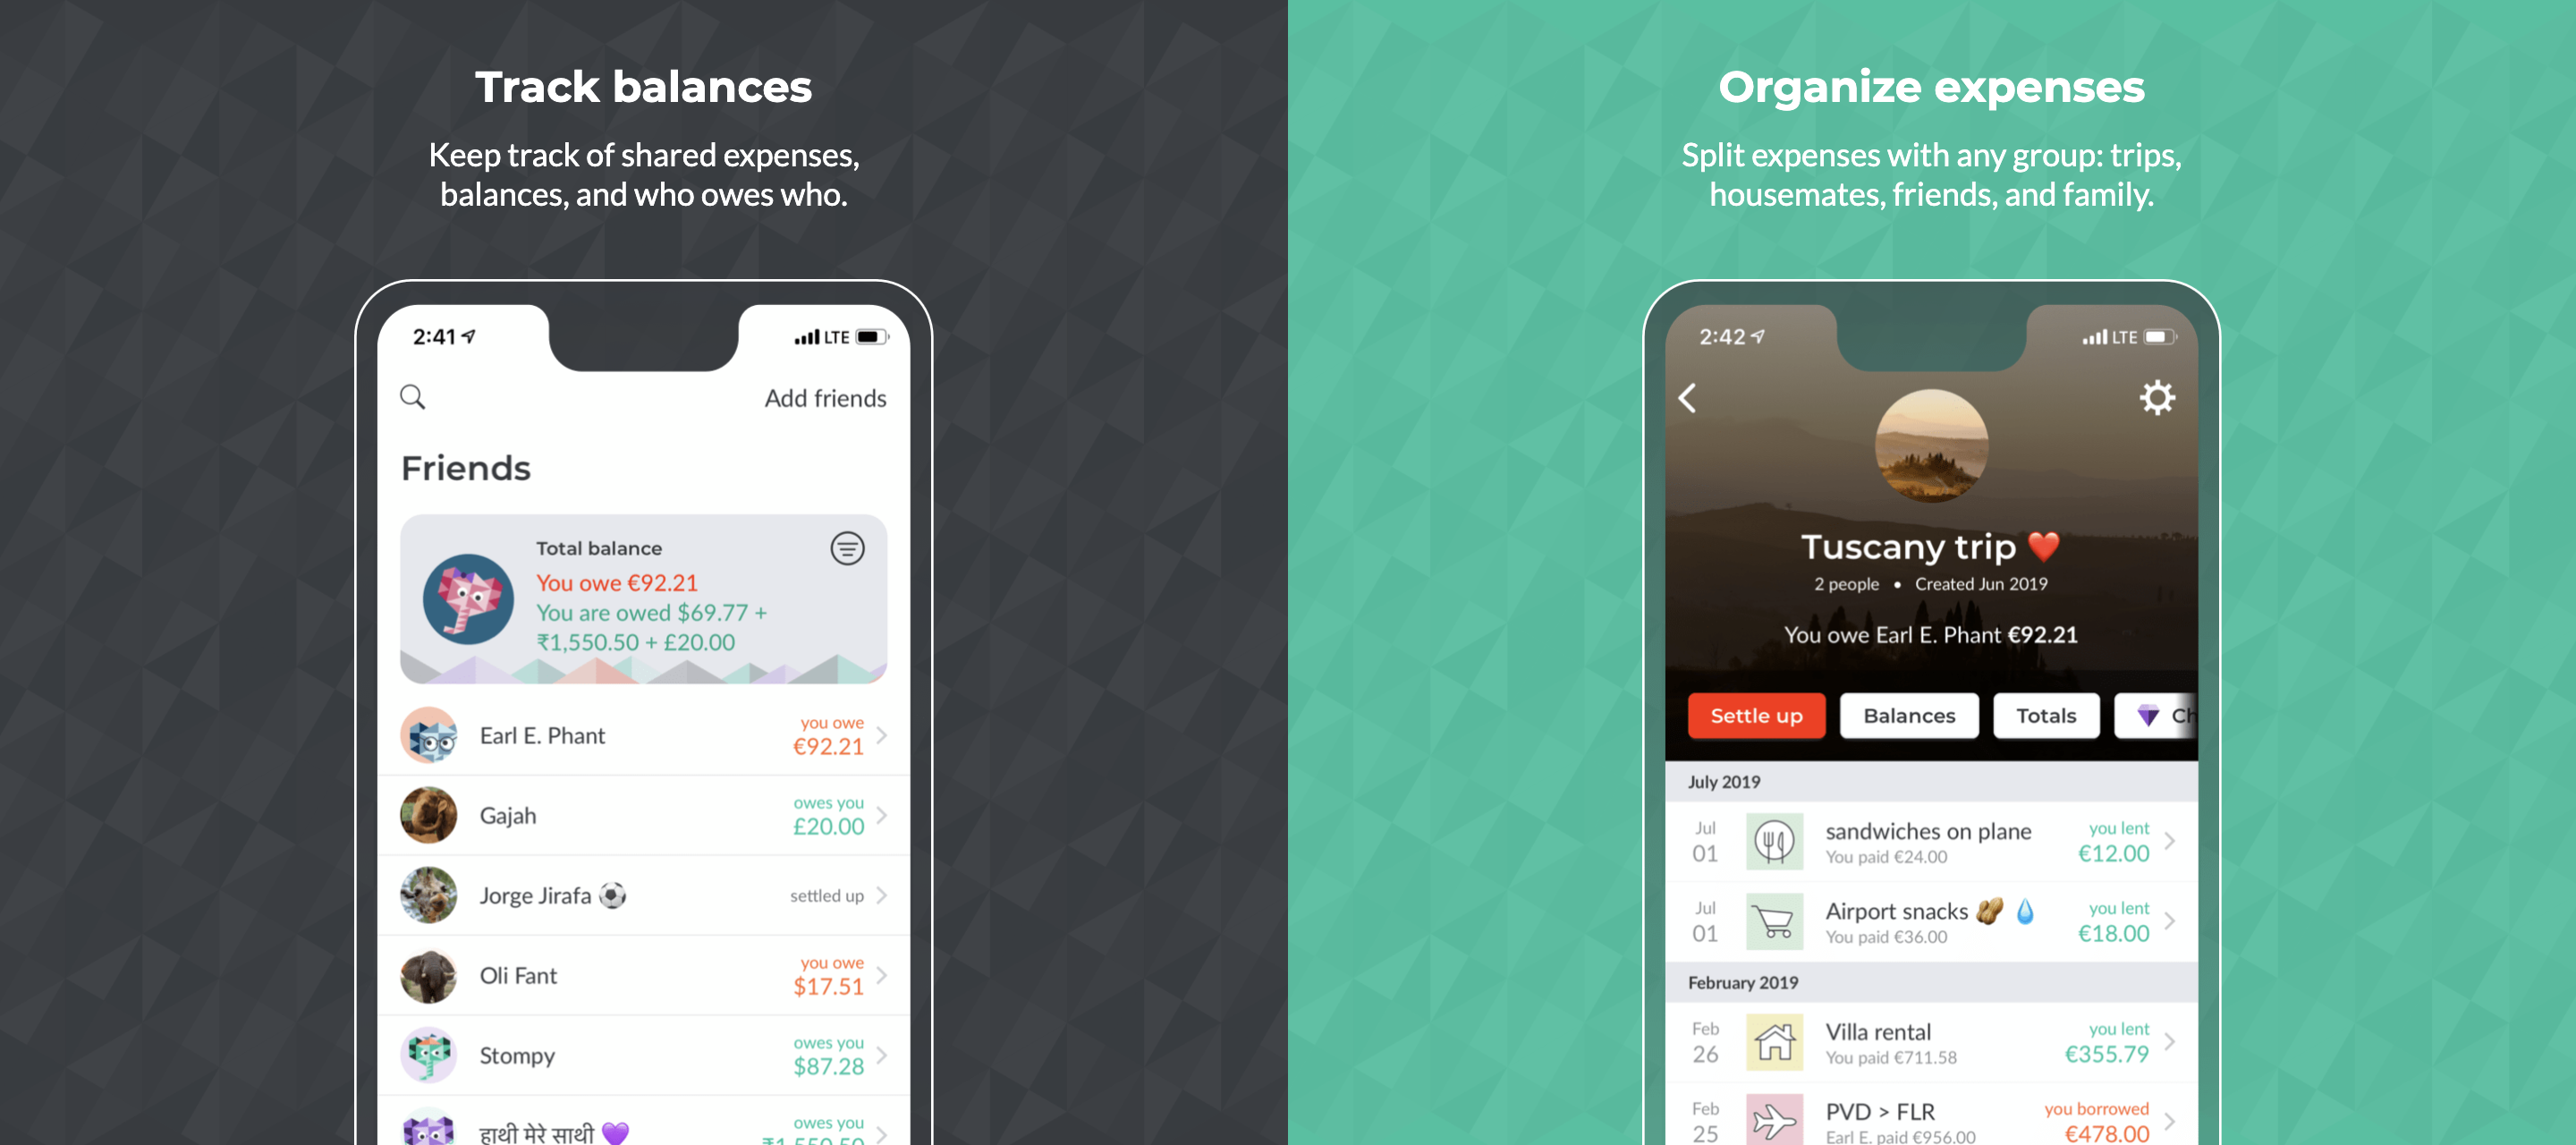 Track balances
Keep track of shared expenses,
balances, and who owes who.
2:41
LTE
Add friends
Friends
Total balance
You owe €92.21
You are owed $69.77 +
₹1,550.50 + £20.00
Earl E. Phant
you owe
€92.21
Gajah
owes you
£20.00
Jorge Jirafa
settled up
Oli Fant
you owe
$17.51
Stompy
owes you
$87.28
हाथी मेरे साथी
owes you
₹1,550.50
Organize expenses
Split expenses with any group: trips,
housemates, friends, and family.
2:42
LTE
Tuscany trip ❤️
2 people • Created Jun 2019
You owe Earl E. Phant €92.21
Settle up
Balances
Totals
July 2019
Jul
01
sandwiches on plane
You paid €24.00
you lent
€12.00
Jul
01
Airport snacks 🥜 💧
You paid €36.00
you lent
€18.00
February 2019
Feb
26
Villa rental
You paid €711.58
you lent
€355.79
Feb
25
PVD > FLR
Earl E. paid €956.00
you borrowed
€478.00